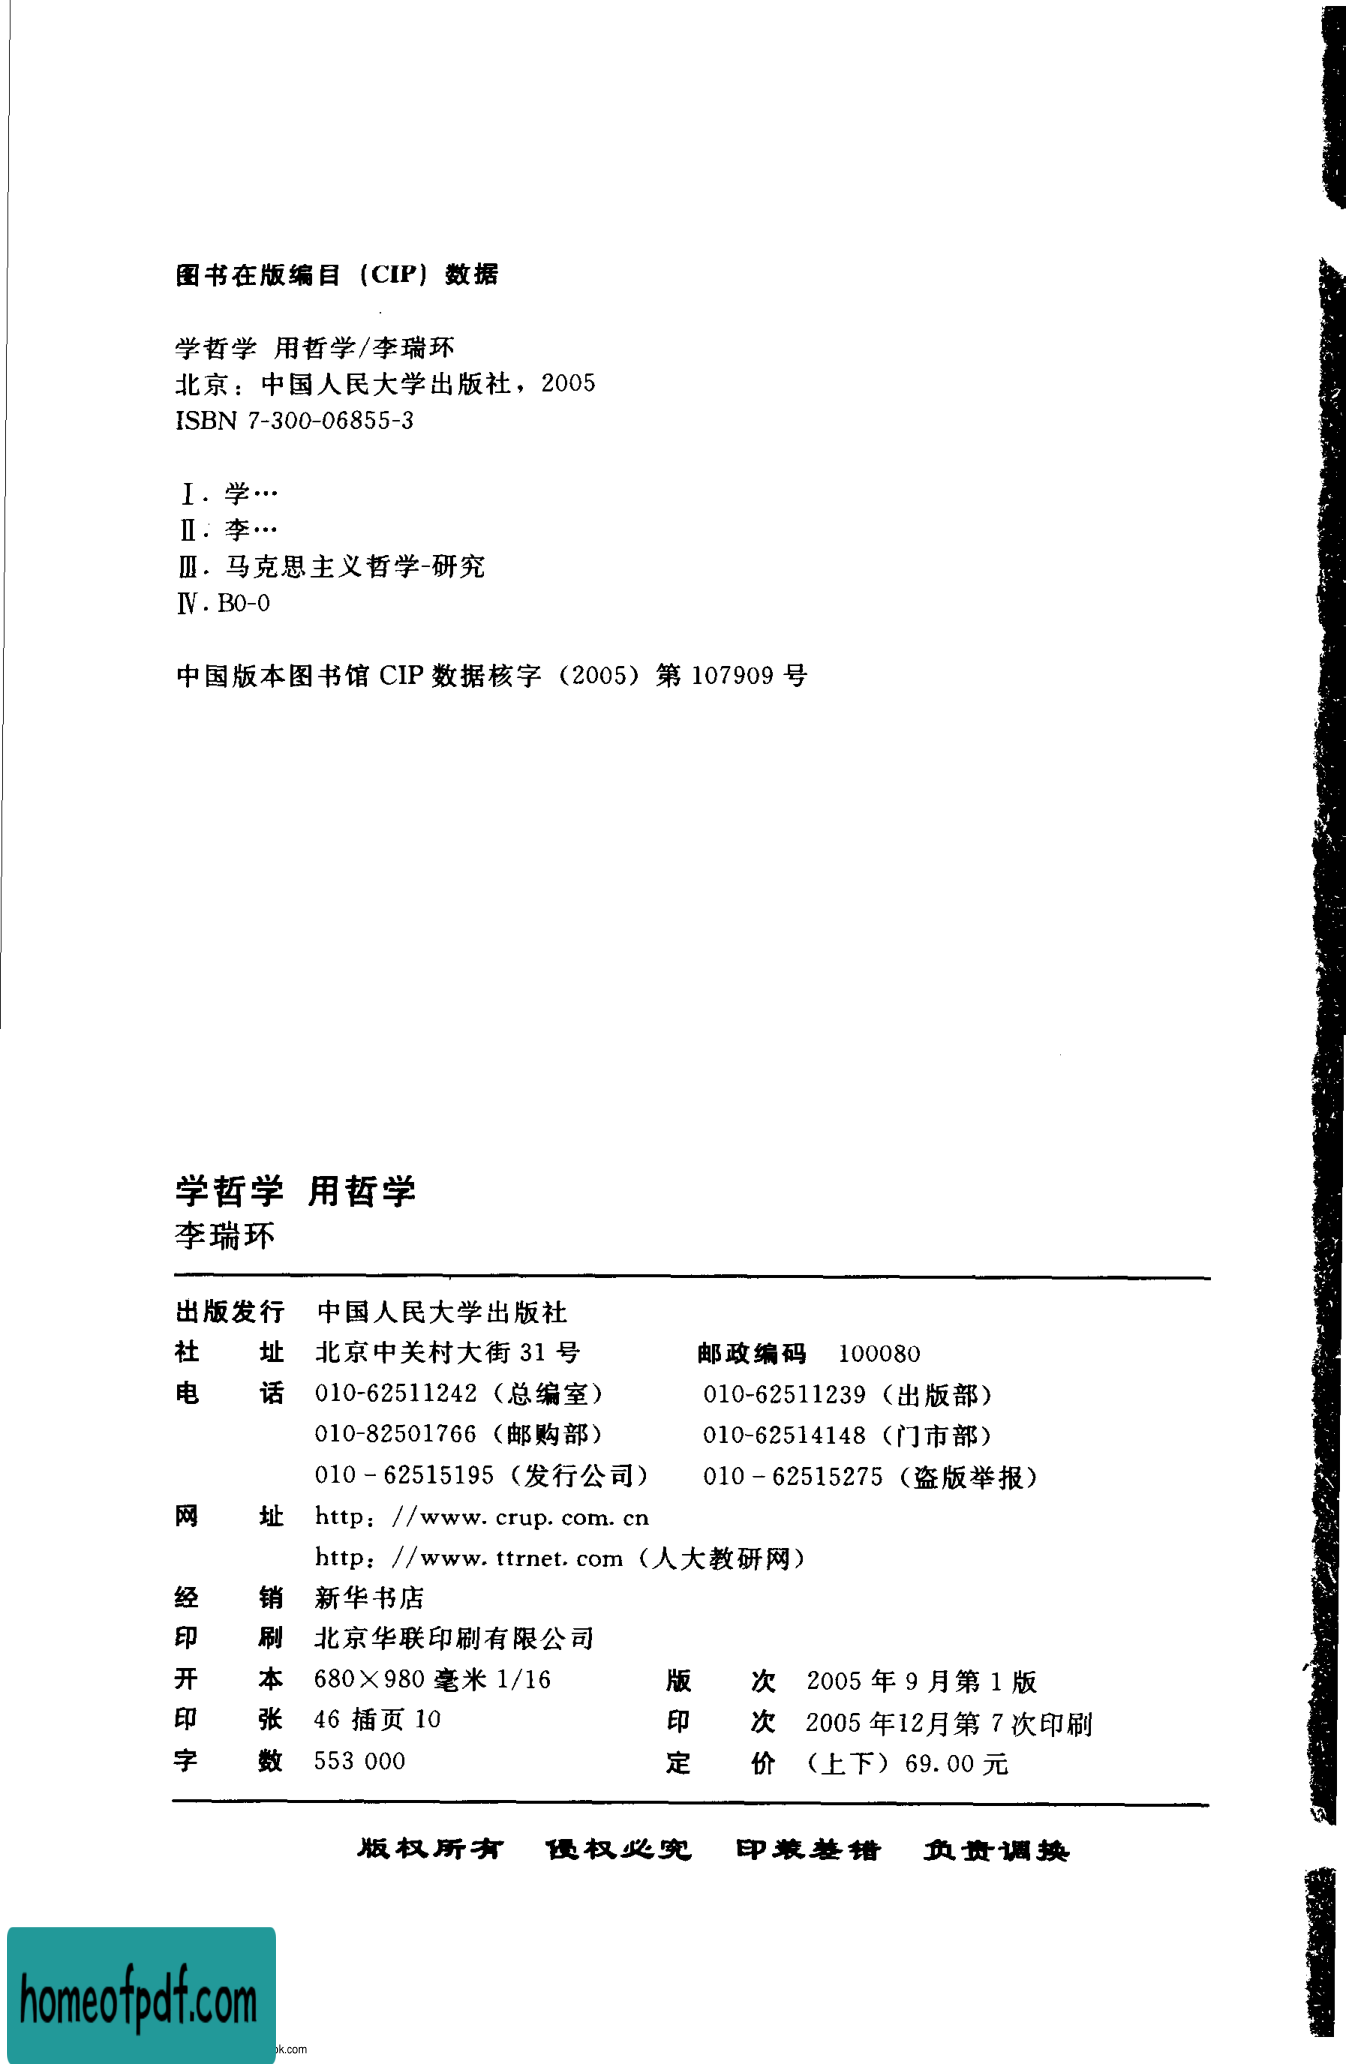 图书在版编目（CIP）数据
学哲学 用哲学/李瑞环
北京：中国人民大学出版社，2005
ISBN 7-300-06855-3
Ⅰ. 学…
Ⅱ. 李…
Ⅲ. 马克思主义哲学-研究
Ⅳ. B0-0
中国版本图书馆 CIP 数据核字（2005）第 107909 号
学哲学 用哲学
李瑞环
出版发行 中国人民大学出版社
社 址 北京中关村大街 31 号 邮政编码 100080
电 话 010-62511242（总编室） 010-62511239（出版部）
010-82501766（邮购部） 010-62514148（门市部）
010－62515195（发行公司） 010－62515275（盗版举报）
网 址 http：//www. crup. com. cn
http：//www. ttrnet. com（人大教研网）
经 销 新华书店
印 刷 北京华联印刷有限公司
开 本 680×980 毫米 1/16 版 次 2005 年 9 月第 1 版
印 张 46 插页 10 印 次 2005 年12月第 7 次印刷
字 数 553 000 定 价 （上下）69.00 元
版权所有 侵权必究 印装差错 负责调换
homeofpdf.com
ok.com